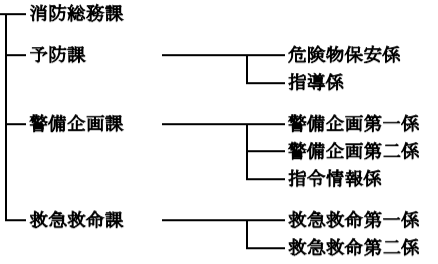 消防総務課
予防課
危険物保安係
指導係
警備企画課
警備企画第一係
警備企画第二係
指令情報係
救急救命課
救急救命第一係
救急救命第二係